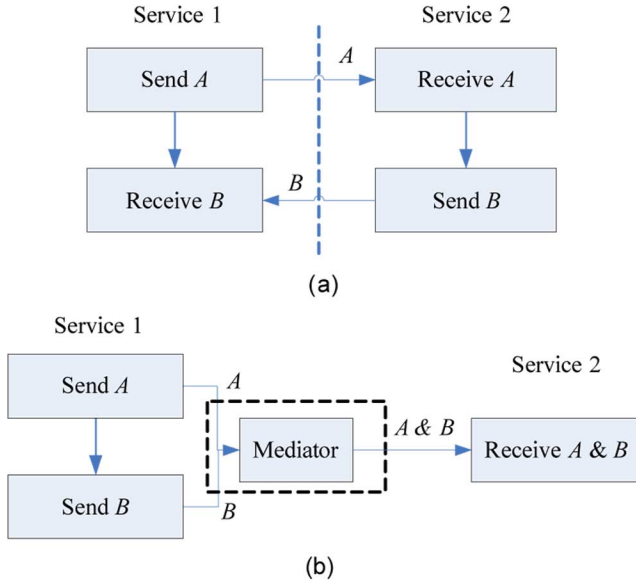 Service 1
Service 2
Send A
A
Receive A
Receive B
B
Send B
(a)
Service 1
Service 2
Send A
A
Mediator
A & B
Receive A & B
Send B
B
(b)